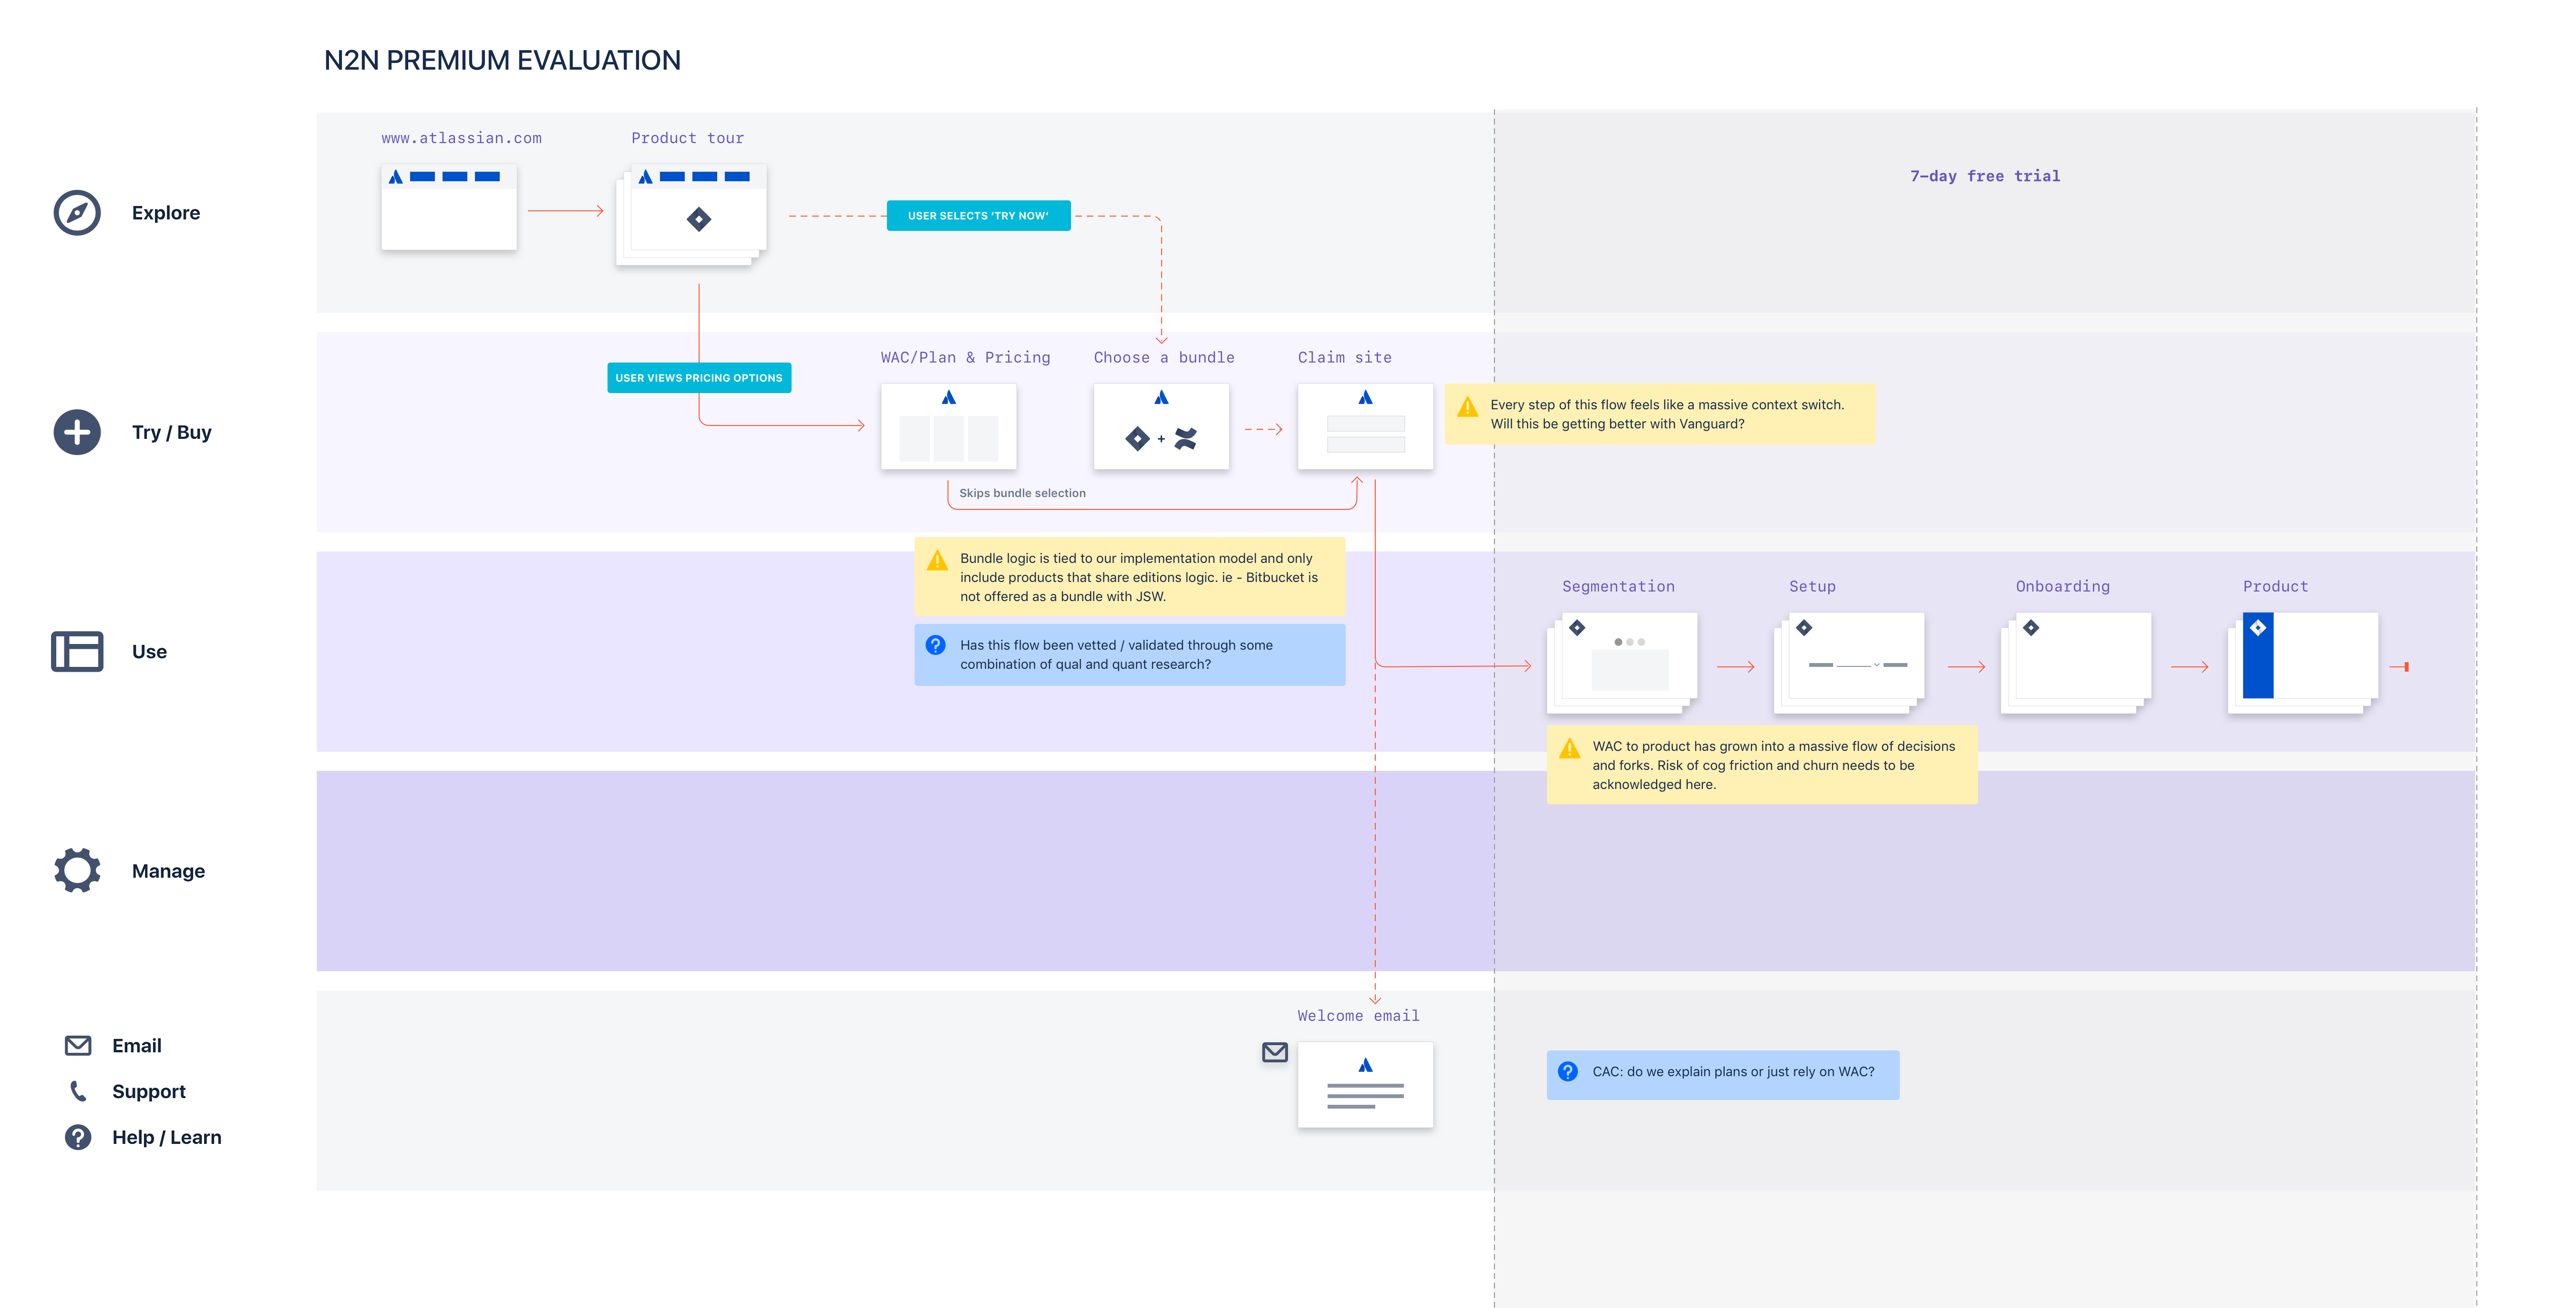 N2N PREMIUM EVALUATION
www.atlassian.com
Product tour
7-day free trial
Explore
USER SELECTS ‘TRY NOW’
WAC/Plan & Pricing
Choose a bundle
Claim site
USER VIEWS PRICING OPTIONS
Try / Buy
+
Every step of this flow feels like a massive context switch.
Will this be getting better with Vanguard?
Skips bundle selection
Bundle logic is tied to our implementation model and only
include products that share editions logic. ie - Bitbucket is
not offered as a bundle with JSW.
Has this flow been vetted / validated through some
combination of qual and quant research?
Use
Segmentation
Setup
Onboarding
Product
WAC to product has grown into a massive flow of decisions
and forks. Risk of cog friction and churn needs to be
acknowledged here.
Manage
Welcome email
Email
Support
Help / Learn
CAC: do we explain plans or just rely on WAC?